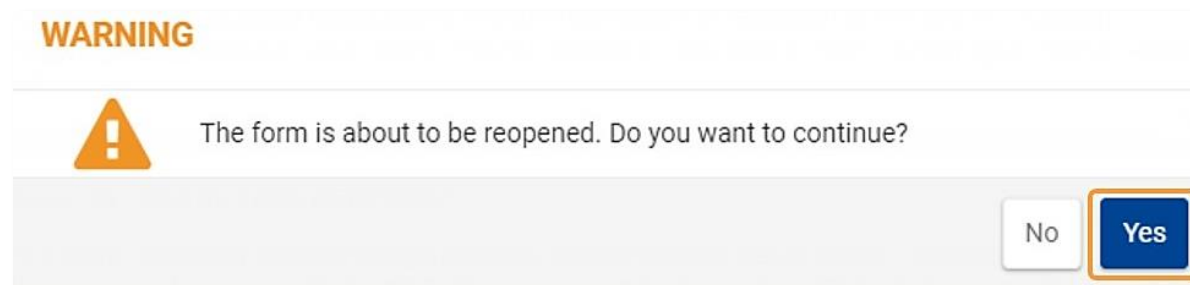 WARNING
The form is about to be reopened. Do you want to continue?
No
Yes